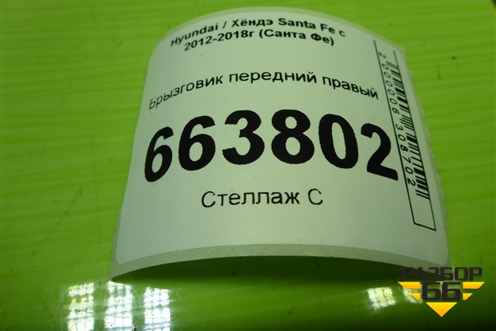 Hyundai / Хёндэ Santa Fe с
2012-2018г (Санта Фе)
Брызговик передний правый
663802
Стеллаж С
РАЗБОР
66